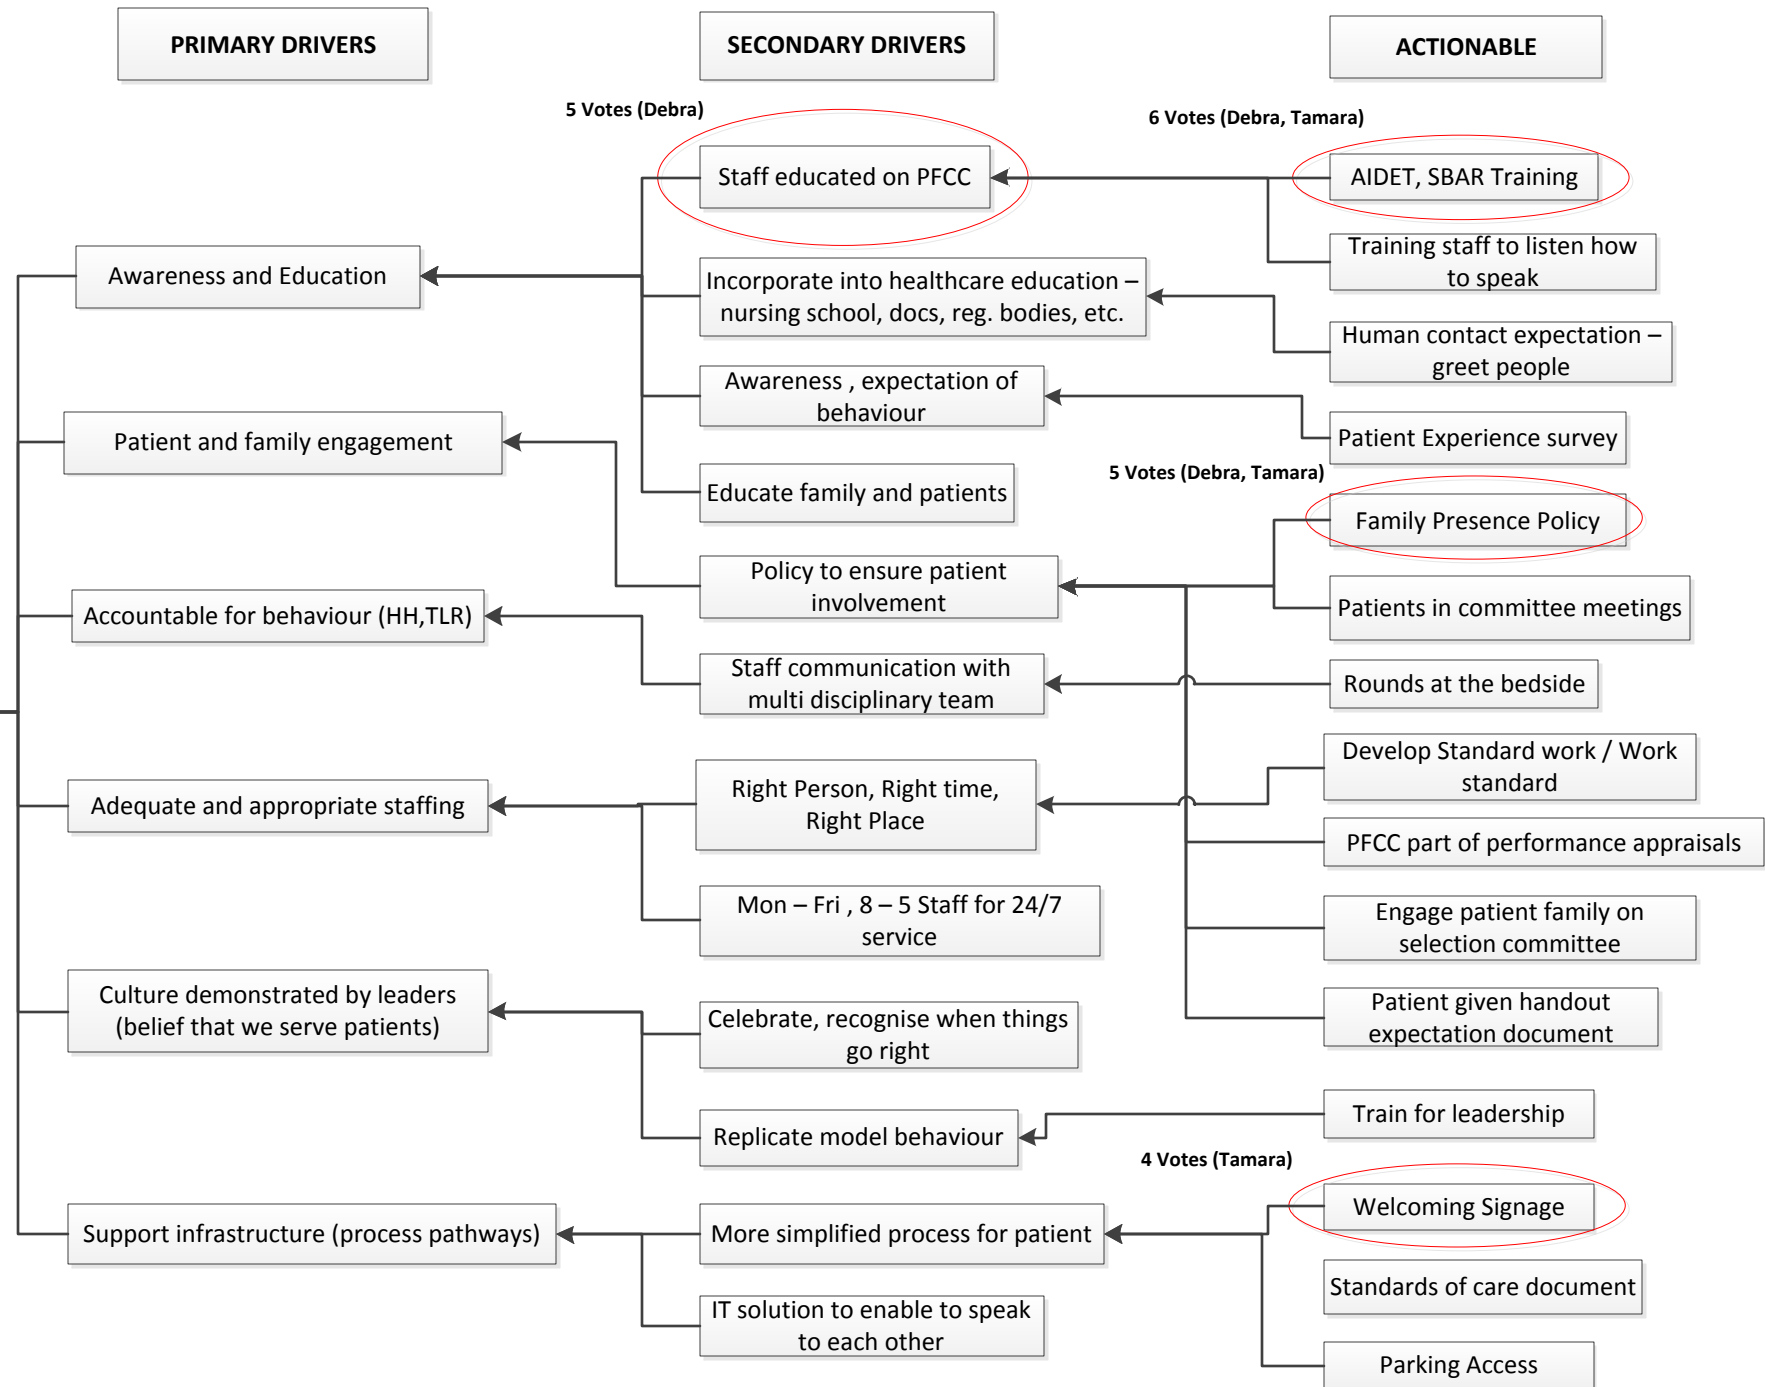 PRIMARY DRIVERS
SECONDARY DRIVERS
ACTIONABLE
5 Votes (Debra)
6 Votes (Debra, Tamara)
Staff educated on PFCC
AIDET, SBAR Training
Training staff to listen how
to speak
Awareness and Education
Incorporate into healthcare education –
nursing school, docs, reg. bodies, etc.
Human contact expectation –
greet people
Awareness , expectation of
behaviour
Patient and family engagement
Patient Experience survey
5 Votes (Debra, Tamara)
Educate family and patients
Family Presence Policy
Policy to ensure patient
involvement
Patients in committee meetings
Accountable for behaviour (HH,TLR)
Staff communication with
multi disciplinary team
Rounds at the bedside
Develop Standard work / Work
standard
Right Person, Right time,
Right Place
Adequate and appropriate staffing
PFCC part of performance appraisals
Mon – Fri , 8 – 5 Staff for 24/7
service
Engage patient family on
selection committee
Culture demonstrated by leaders
(belief that we serve patients)
Celebrate, recognise when things
go right
Patient given handout
expectation document
Train for leadership
Replicate model behaviour
4 Votes (Tamara)
Welcoming Signage
Support infrastructure (process pathways)
More simplified process for patient
Standards of care document
IT solution to enable to speak
to each other
Parking Access